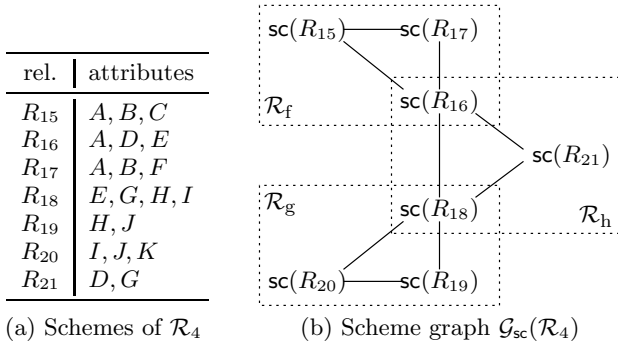 rel. attributes
R15 A, B, C
R16 A, D, E
R17 A, B, F
R18 E, G, H, I
R19 H, J
R20 I, J, K
R21 D, G
(a) Schemes of R4
sc(R15) sc(R17)
Rf sc(R16)
sc(R21)
Rg sc(R18)
Rh
sc(R20) sc(R19)
(b) Scheme graph Gsc(R4)